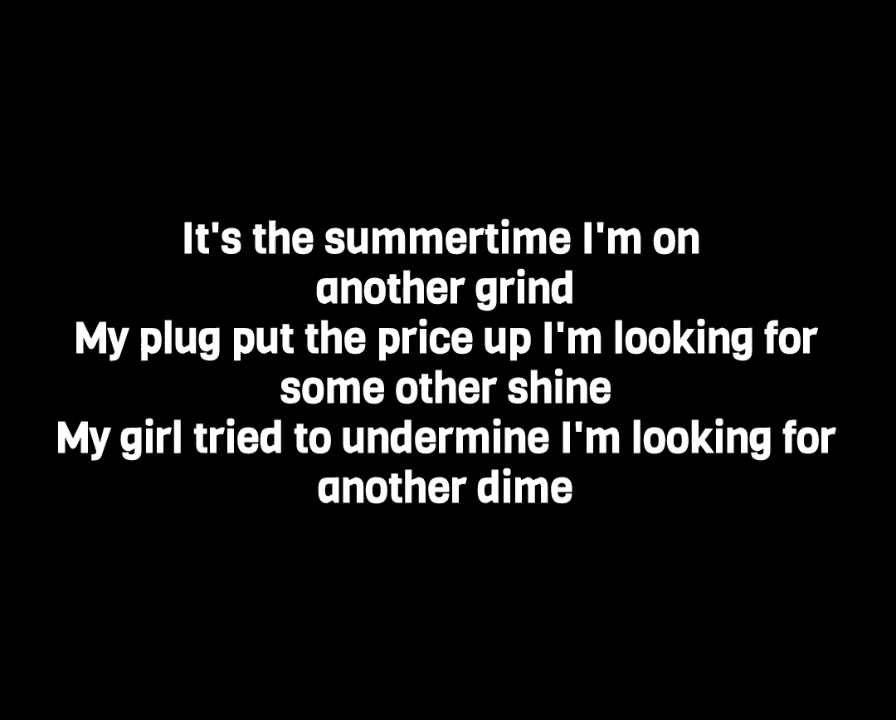 It's the summertime I'm on
another grind
My plug put the price up I'm looking for
some other shine
My girl tried to undermine I'm looking for
another dime